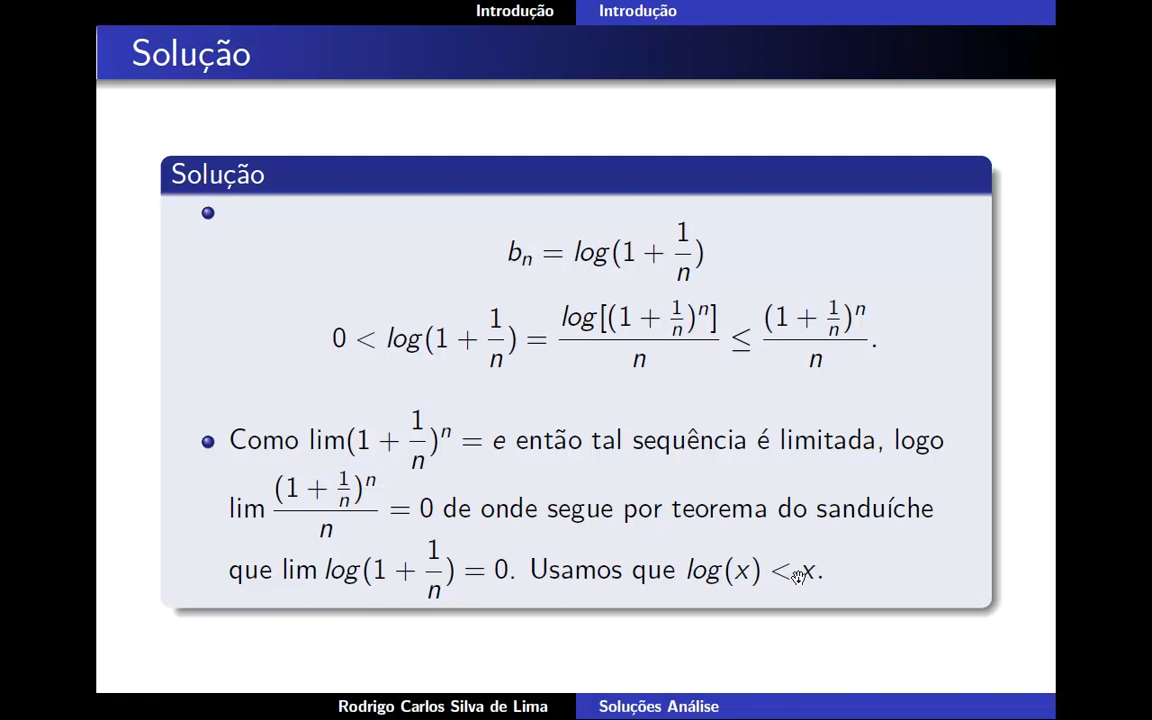 Introdução Introdução
Solução
Solução
b_n = log(1 + 1/n)
0 < log(1 + 1/n) = log[(1 + 1/n)^n]/n ≤ (1 + 1/n)^n/n.
Como lim(1 + 1/n)^n = e então tal sequência é limitada, logo
lim (1 + 1/n)^n/n = 0 de onde segue por teorema do sanduíche
que lim log(1 + 1/n) = 0. Usamos que log(x) < x.
Rodrigo Carlos Silva de Lima Soluções Análise